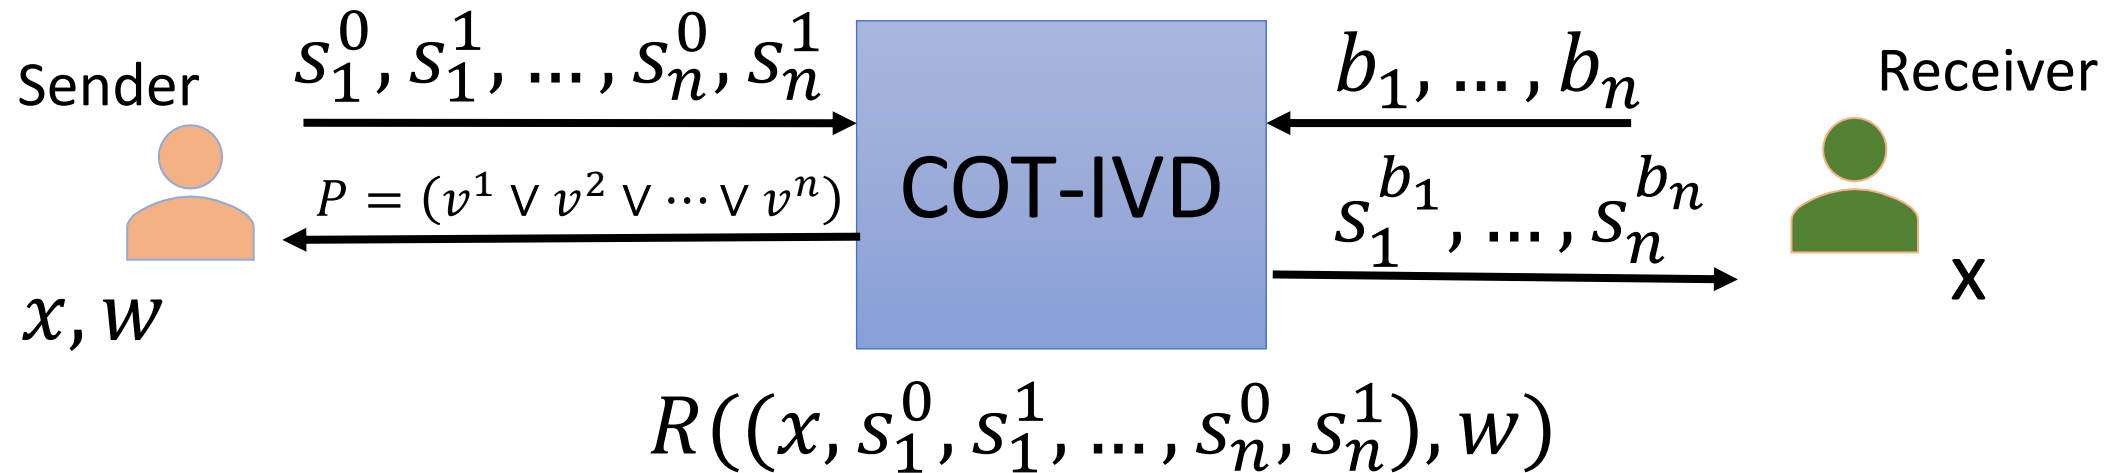 Sender
s_1^0, s_1^1, …, s_n^0, s_n^1
b_1, …, b_n
Receiver
P = (v^1 ∨ v^2 ∨ ⋯ ∨ v^n)
COT-IVD
s_1^{b_1}, …, s_n^{b_n}
x, w
x
R((x, s_1^0, s_1^1, …, s_n^0, s_n^1), w)